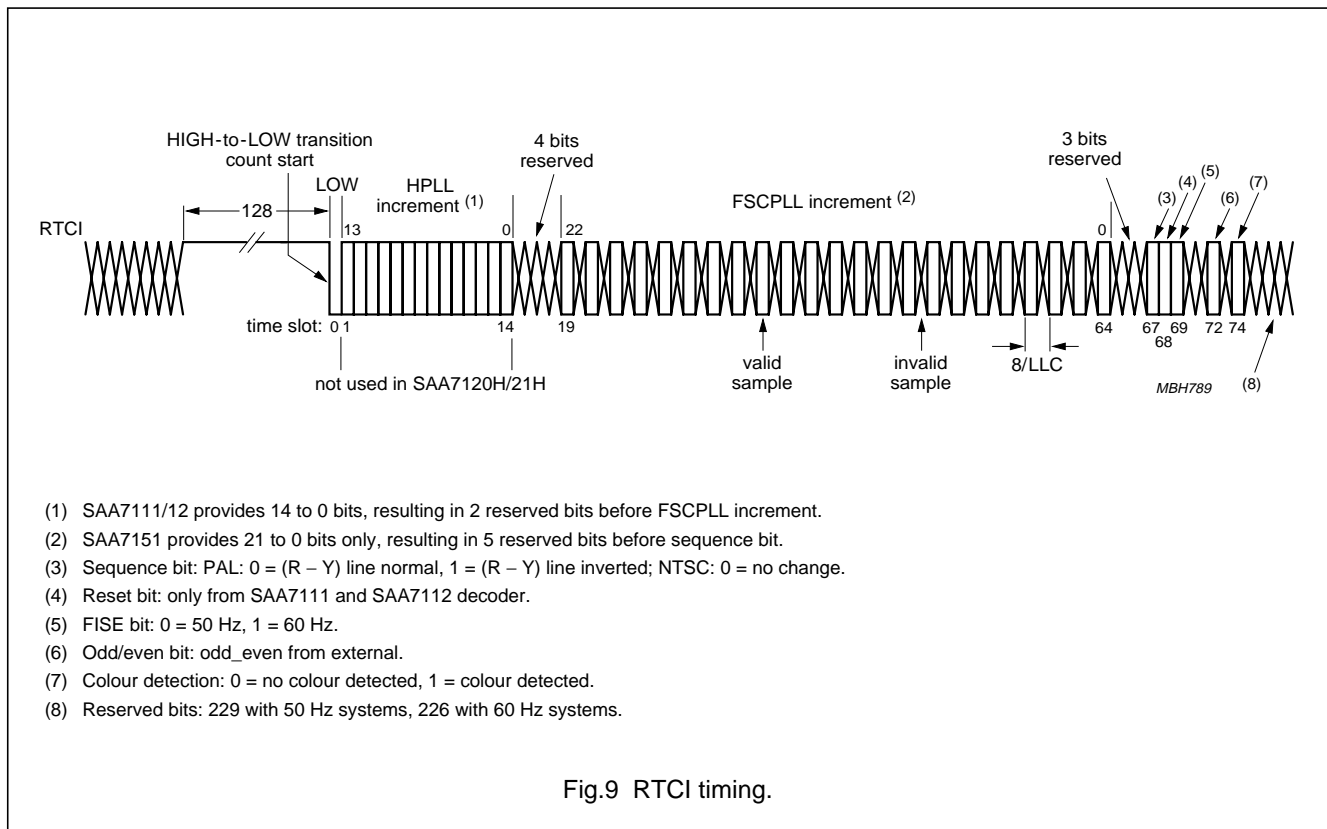 HIGH-to-LOW transition
count start
4 bits
reserved
3 bits
reserved
(3)
(4)
(5)
(6)
(7)
LOW
HPLL
increment (1)
FSCPLL increment (2)
128
RTCI
13
0
22
0
time slot:
0 1
14
19
64
67
68
69
72
74
not used in SAA7120H/21H
valid
sample
invalid
sample
8/LLC
MBH789
(8)
(1) SAA7111/12 provides 14 to 0 bits, resulting in 2 reserved bits before FSCPLL increment.
(2) SAA7151 provides 21 to 0 bits only, resulting in 5 reserved bits before sequence bit.
(3) Sequence bit: PAL: 0 = (R − Y) line normal, 1 = (R − Y) line inverted; NTSC: 0 = no change.
(4) Reset bit: only from SAA7111 and SAA7112 decoder.
(5) FISE bit: 0 = 50 Hz, 1 = 60 Hz.
(6) Odd/even bit: odd_even from external.
(7) Colour detection: 0 = no colour detected, 1 = colour detected.
(8) Reserved bits: 229 with 50 Hz systems, 226 with 60 Hz systems.
Fig.9 RTCI timing.